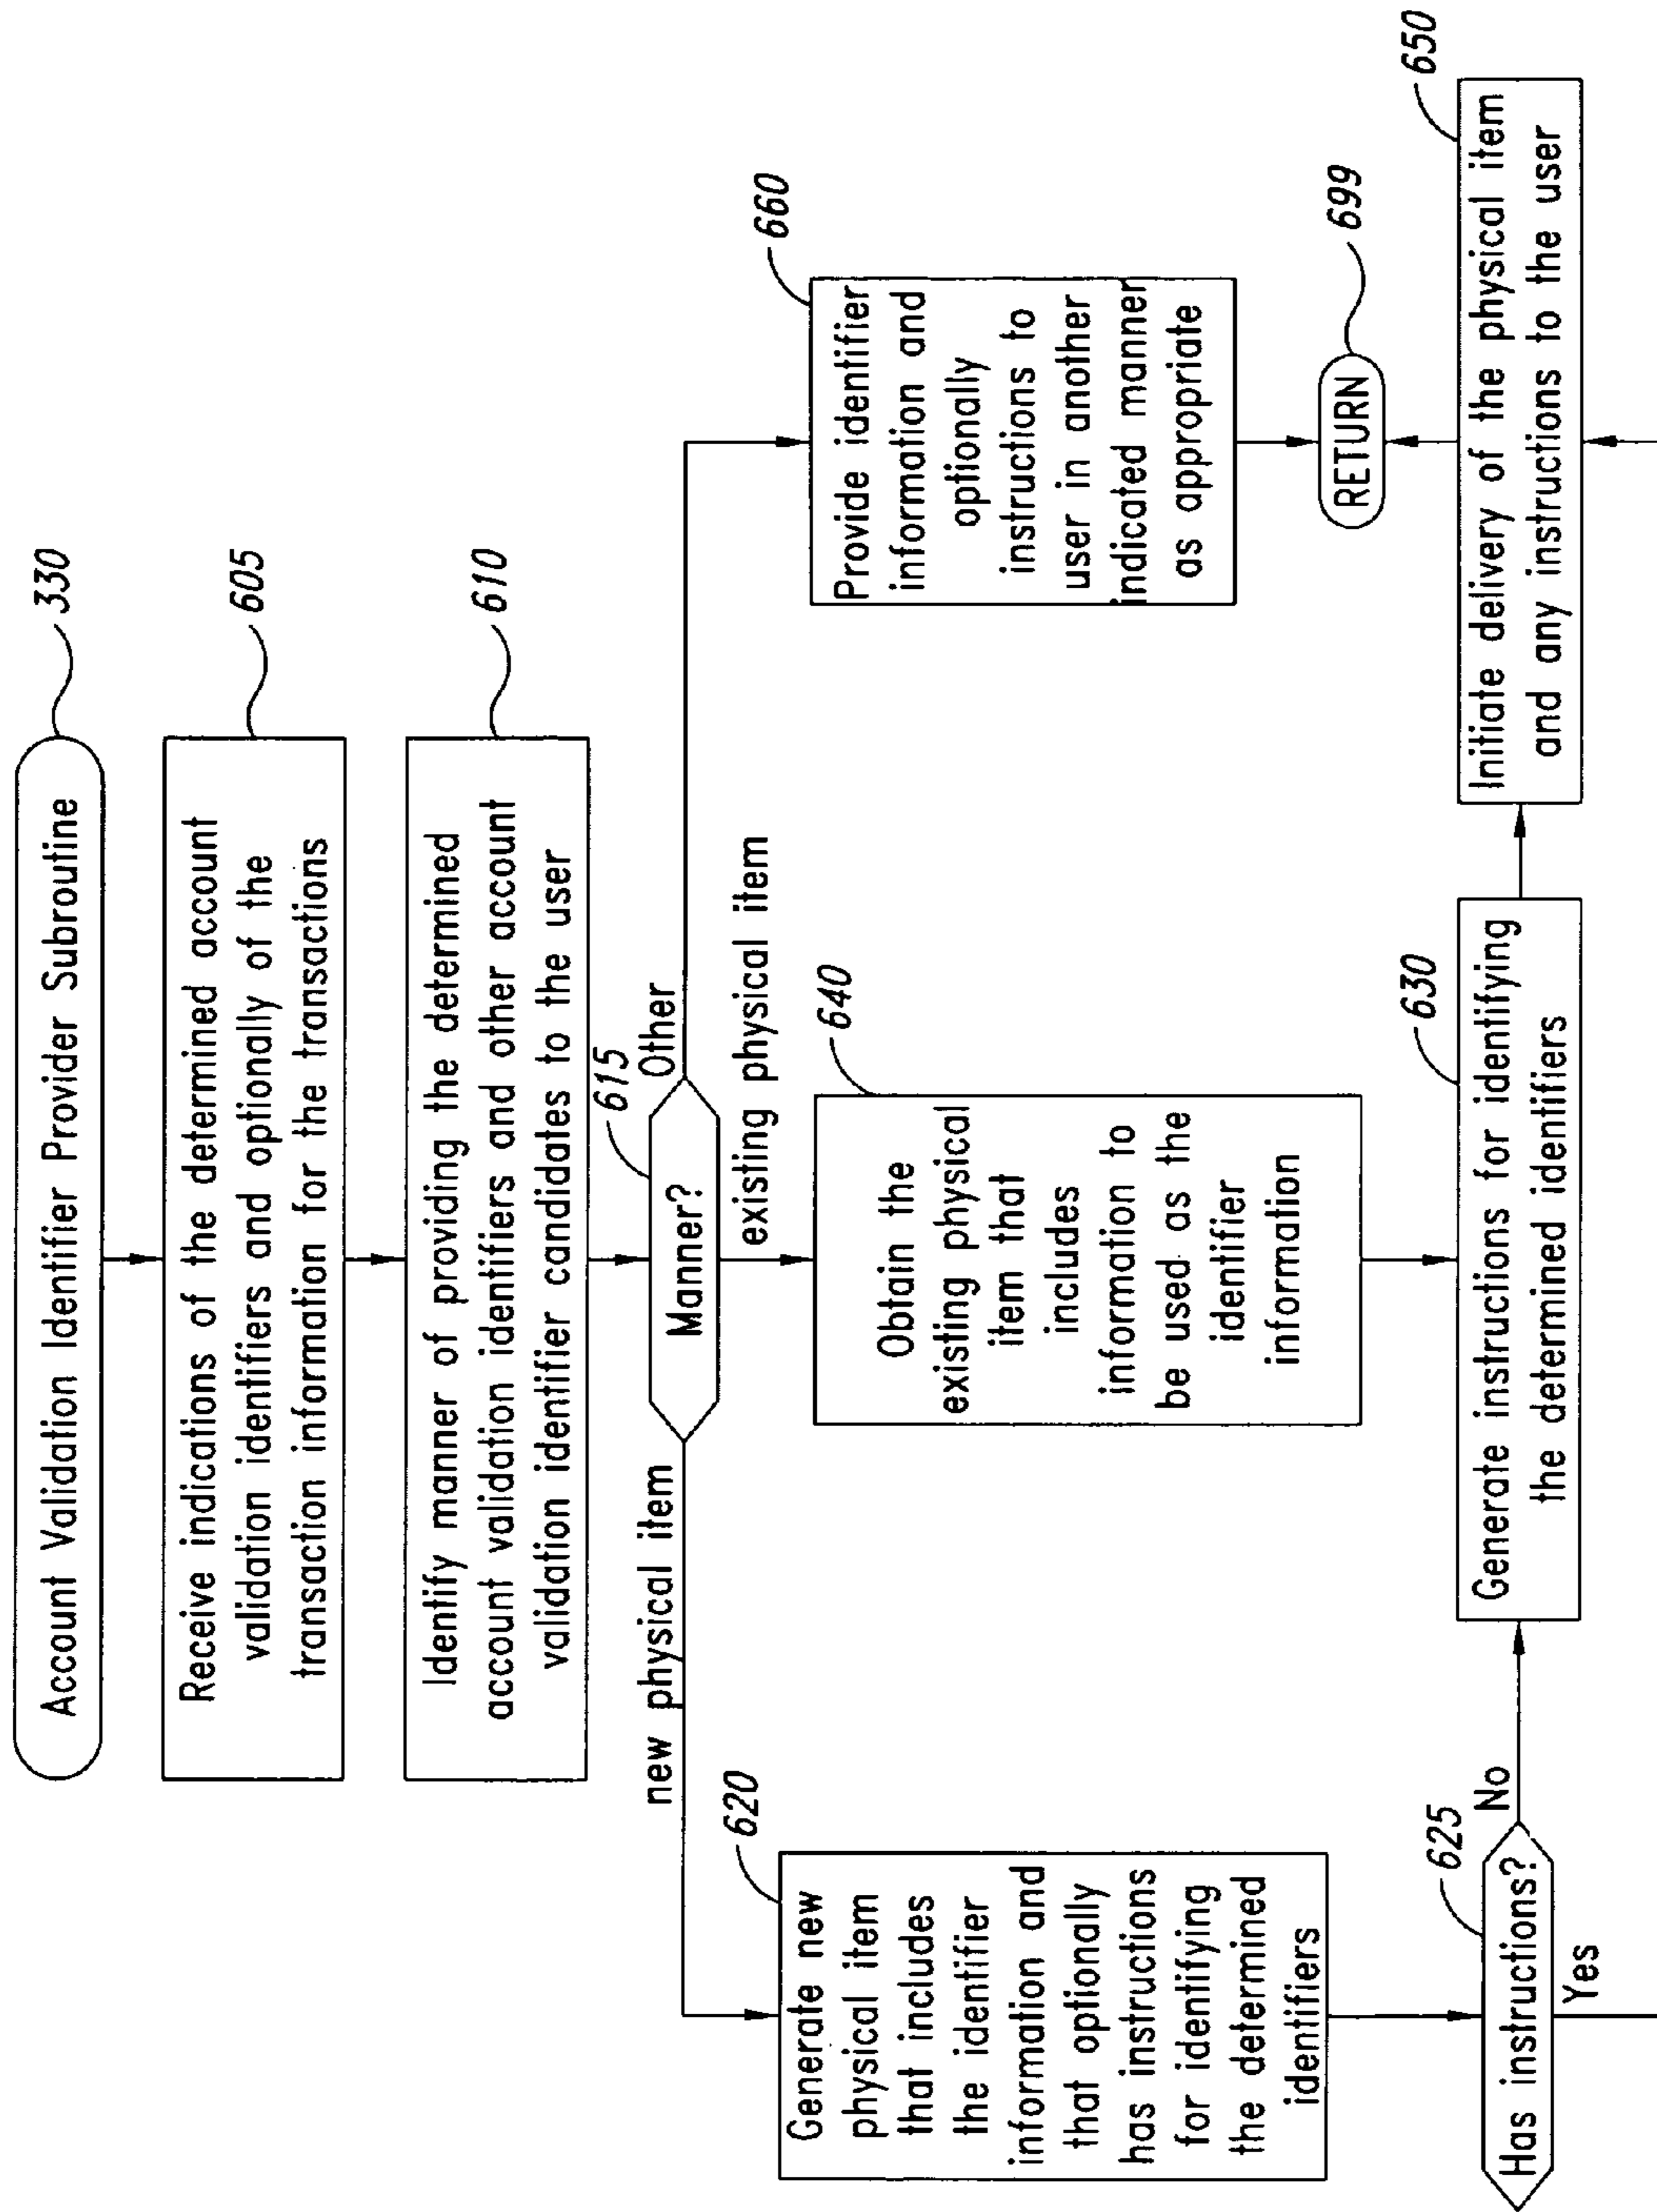 Account Validation Identifier Provider Subroutine
330
Receive indications of the determined account
validation identifiers and optionally of the
transaction information for the transactions
605
Identify manner of providing the determined
account validation identifiers and other account
validation identifier candidates to the user
610
Manner?
615
new physical item
existing physical item
Other
Generate new
physical item
that includes
the identifier
information and
that optionally
has instructions
for identifying
the determined
identifiers
620
Obtain the
existing physical
item that
includes
information to
be used as the
identifier
information
640
Provide identifier
information and
optionally
instructions to
user in another
indicated manner
as appropriate
660
RETURN
699
Has instructions?
625
No
Yes
Generate instructions for identifying
the determined identifiers
630
Initiate delivery of the physical item
and any instructions to the user
650